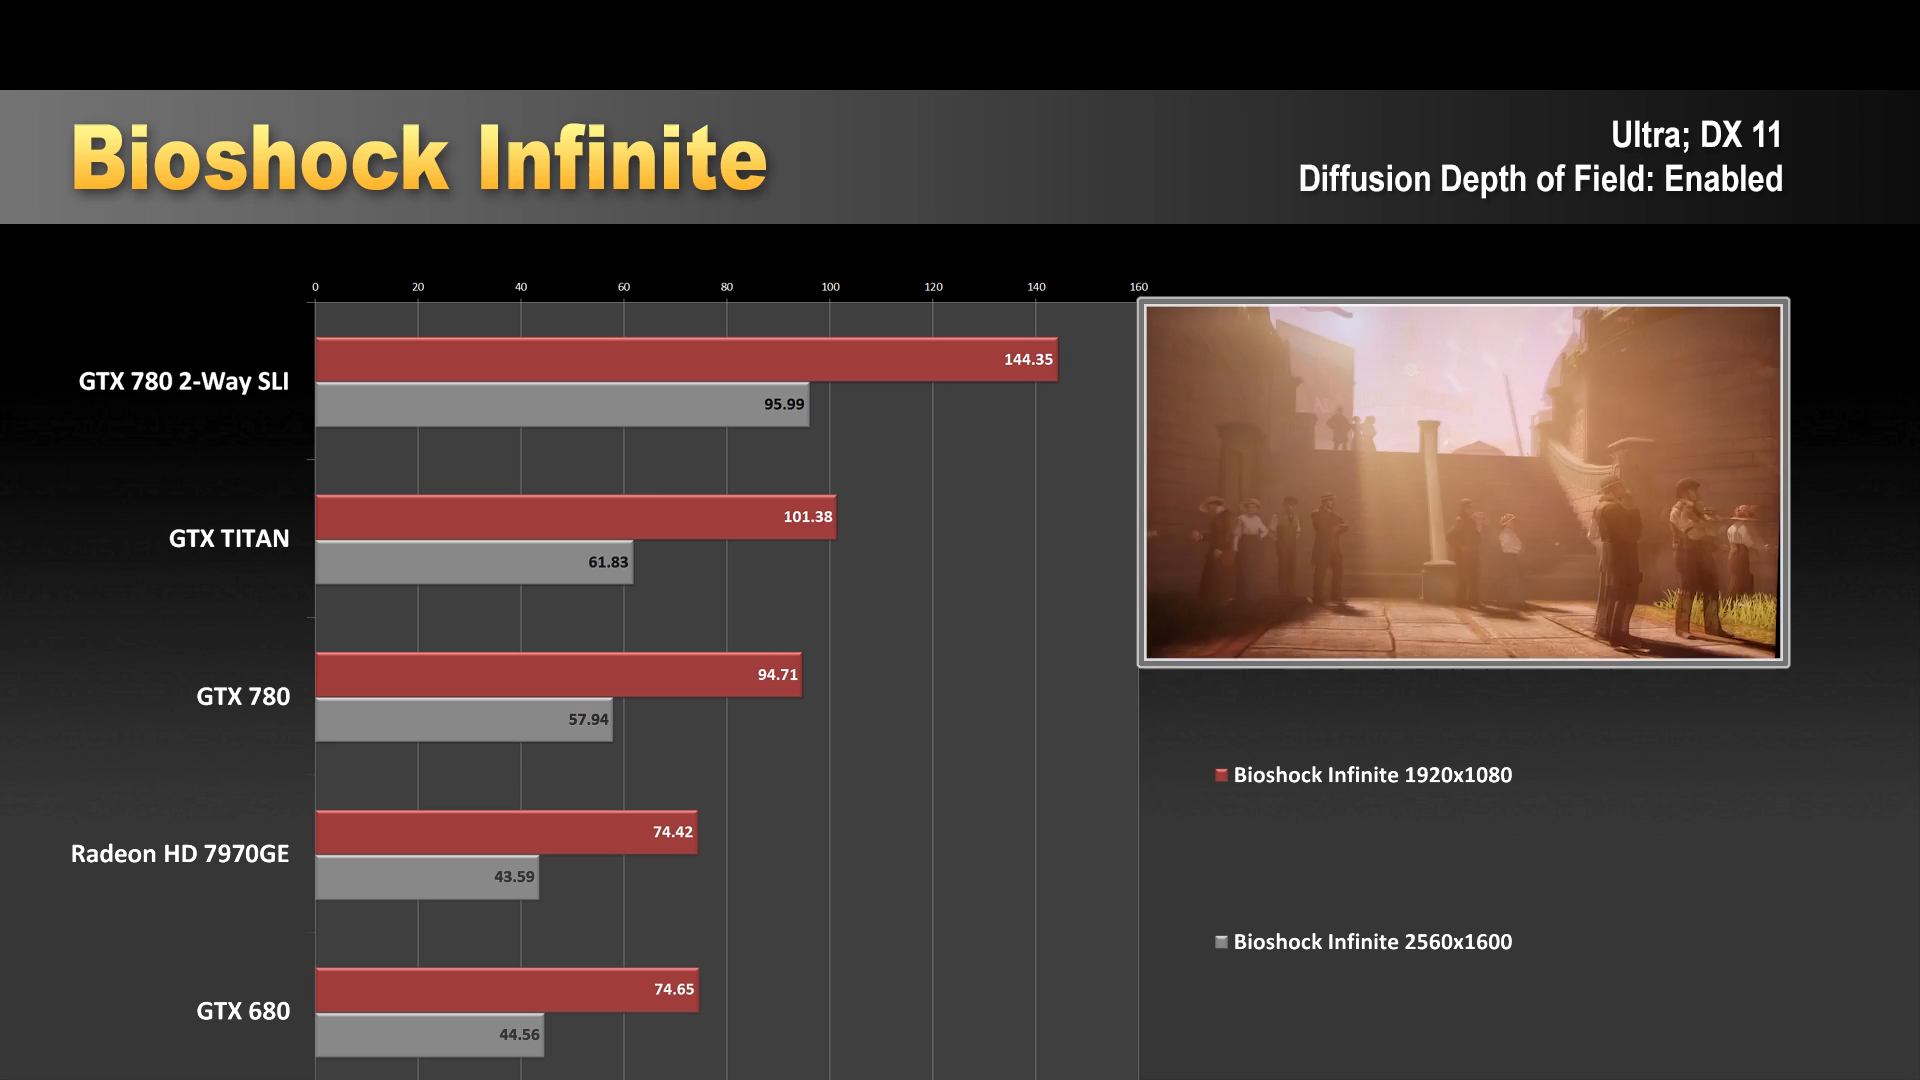 Bioshock Infinite
Ultra; DX 11
Diffusion Depth of Field: Enabled
0 20 40 60 80 100 120 140 160
GTX 780 2-Way SLI
144.35
95.99
GTX TITAN
101.38
61.83
GTX 780
94.71
57.94
Radeon HD 7970GE
74.42
43.59
GTX 680
74.65
44.56
Bioshock Infinite 1920x1080
Bioshock Infinite 2560x1600